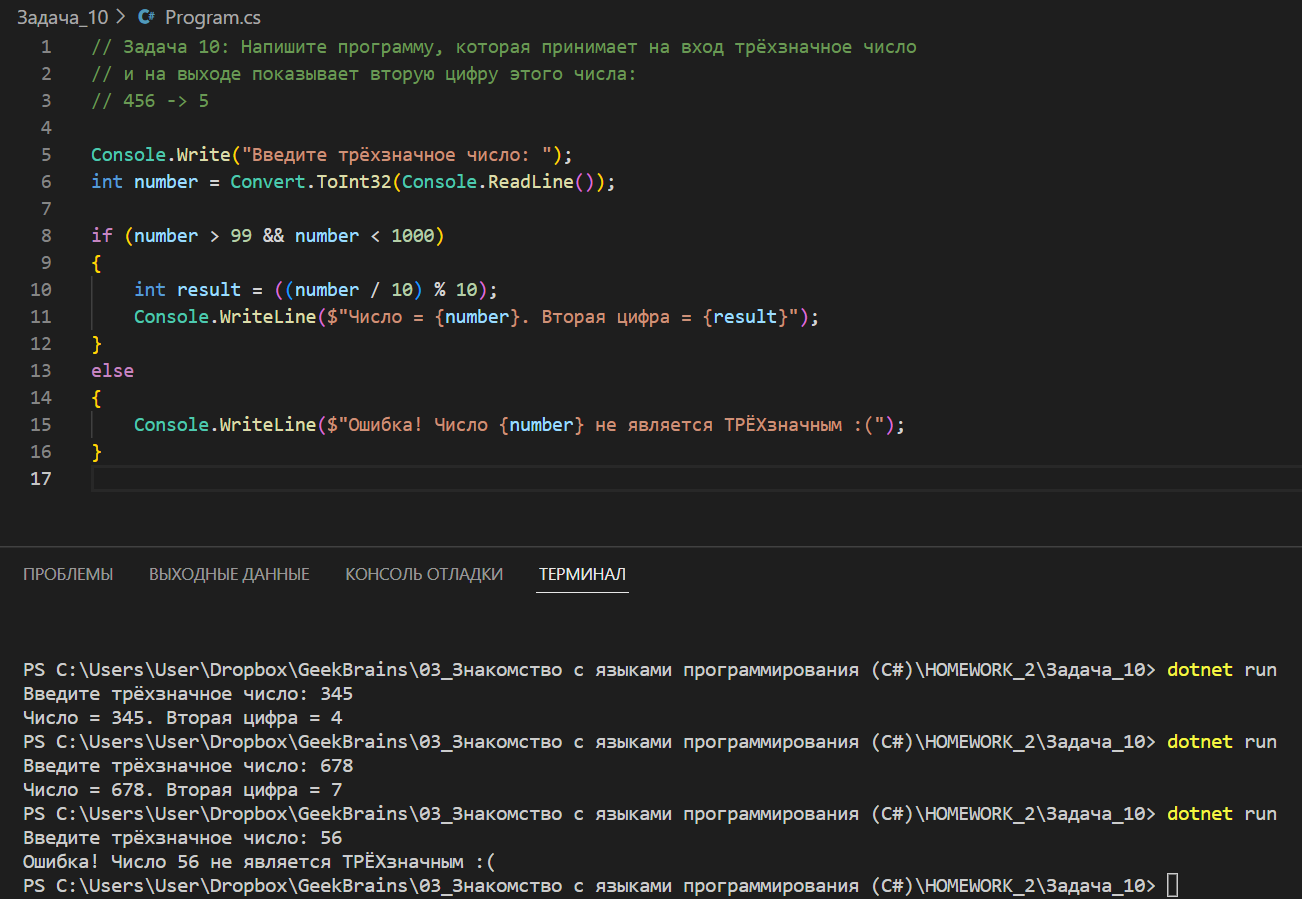 Задача_10 > C# Program.cs
1 // Задача 10: Напишите программу, которая принимает на вход трёхзначное число
2 // и на выходе показывает вторую цифру этого числа:
3 // 456 -> 5
4
5 Console.Write("Введите трёхзначное число: ");
6 int number = Convert.ToInt32(Console.ReadLine());
7
8 if (number > 99 && number < 1000)
9 {
10     int result = ((number / 10) % 10);
11     Console.WriteLine($"Число = {number}. Вторая цифра = {result}");
12 }
13 else
14 {
15     Console.WriteLine($"Ошибка! Число {number} не является ТРЁХзначным :(");
16 }
17
ПРОБЛЕМЫ ВЫХОДНЫЕ ДАННЫЕ КОНСОЛЬ ОТЛАДКИ ТЕРМИНАЛ
PS C:\Users\User\Dropbox\GeekBrains\03_Знакомство с языками программирования (C#)\HOMEWORK_2\Задача_10> dotnet run
Введите трёхзначное число: 345
Число = 345. Вторая цифра = 4
PS C:\Users\User\Dropbox\GeekBrains\03_Знакомство с языками программирования (C#)\HOMEWORK_2\Задача_10> dotnet run
Введите трёхзначное число: 678
Число = 678. Вторая цифра = 7
PS C:\Users\User\Dropbox\GeekBrains\03_Знакомство с языками программирования (C#)\HOMEWORK_2\Задача_10> dotnet run
Введите трёхзначное число: 56
Ошибка! Число 56 не является ТРЁХзначным :(
PS C:\Users\User\Dropbox\GeekBrains\03_Знакомство с языками программирования (C#)\HOMEWORK_2\Задача_10>